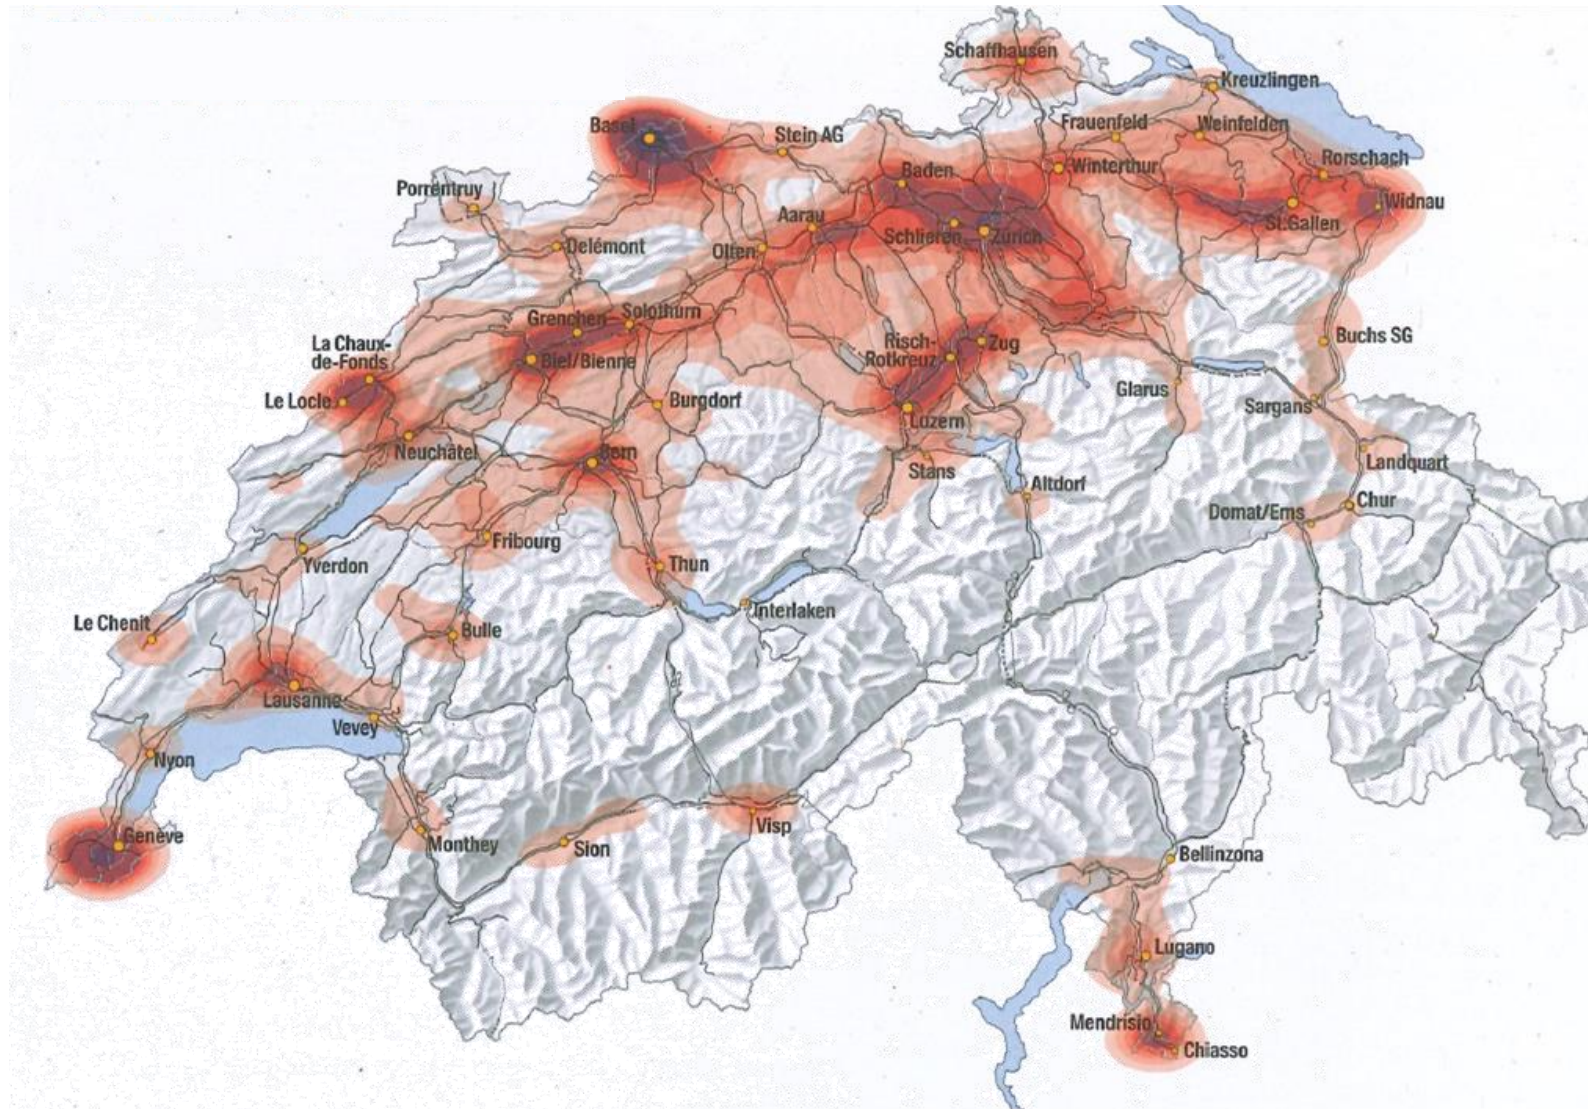 Schaffhausen
Kreuzlingen
Basel
Stein AG
Frauenfeld
Weinfelden
Baden
Winterthur
Rorschach
Porrentruy
Aarau
Widnau
Schlieren
Zürich
St.Gallen
Delémont
Olten
Grenchen
Solothurn
La Chaux-
de-Fonds
Biel/Bienne
Risch-
Rotkreuz
Zug
Buchs SG
Le Locle
Burgdorf
Luzern
Glarus
Sargans
Neuchâtel
Bern
Stans
Landquart
Altdorf
Domat/Ems
Chur
Fribourg
Yverdon
Thun
Interlaken
Le Chenit
Bulle
Lausanne
Vevey
Nyon
Genève
Monthey
Sion
Visp
Bellinzona
Lugano
Mendrisio
Chiasso